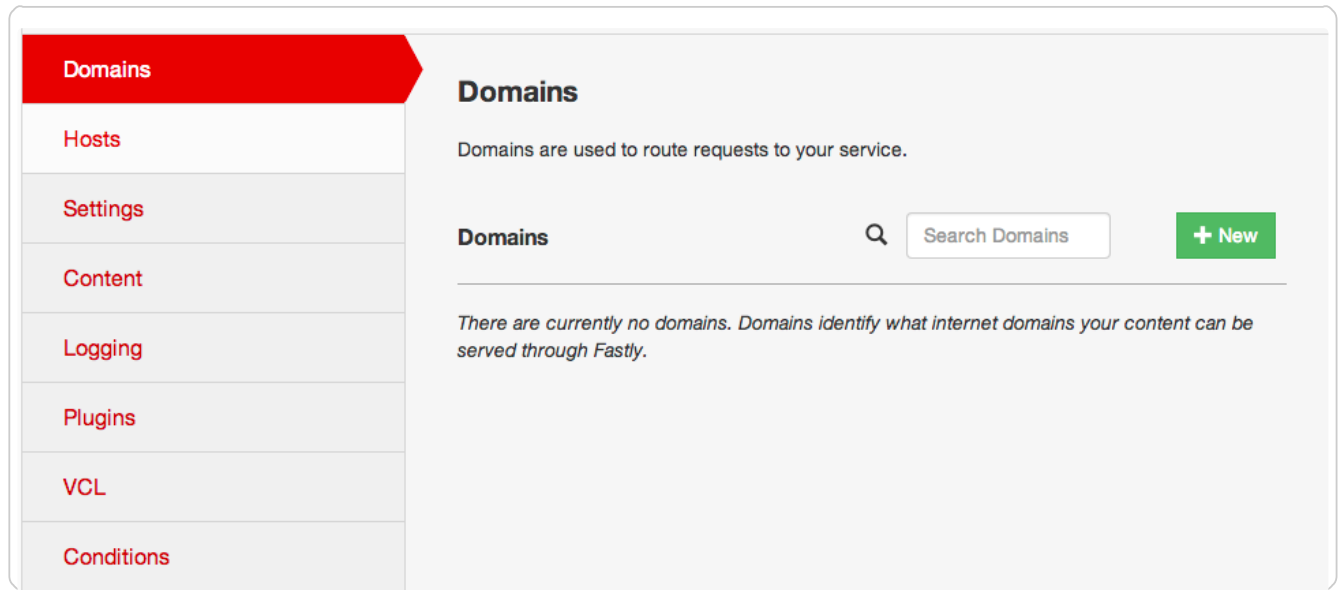 Domains
Hosts
Settings
Content
Logging
Plugins
VCL
Conditions
Domains
Domains are used to route requests to your service.
Domains
Search Domains
New
There are currently no domains. Domains identify what internet domains your content can be
served through Fastly.